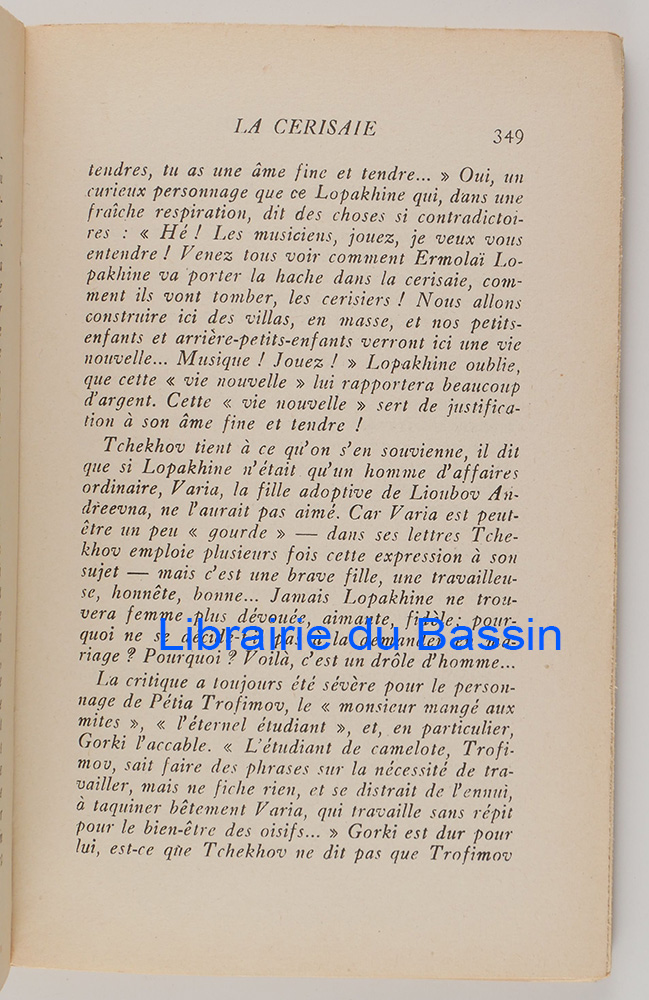 LA CERISAIE
349
tendres, tu as une âme fine et tendre... » Oui, un
curieux personnage que ce Lopakhine qui, dans une
fraîche respiration, dit des choses si contradictoi-
res : « Hé ! Les musiciens, jouez, je veux vous
entendre ! Venez tous voir comment Ermolaï Lo-
pakhine va porter la hache dans la cerisaie, com-
ment ils vont tomber, les cerisiers ! Nous allons
construire ici des villas, en masse, et nos petits-
enfants et arrière-petits-enfants verront ici une vie
nouvelle... Musique ! Jouez ! » Lopakhine oublie,
que cette « vie nouvelle » lui rapportera beaucoup
d'argent. Cette « vie nouvelle » sert de justifica-
tion à son âme fine et tendre !
Tchekhov tient à ce qu'on s'en souvienne, il dit
que si Lopakhine n'était qu'un homme d'affaires
ordinaire, Varia, la fille adoptive de Lioubov An-
dréevna, ne l'aurait pas aimé. Car Varia est peut-
être un peu « gourde » — dans ses lettres Tche-
khov emploie plusieurs fois cette expression à son
sujet — mais c'est une brave fille, une travailleu-
se, honnête, bonne... Jamais Lopakhine ne trou-
vera femme plus dévouée, aimante, fidèle; pour-
quoi ne se décide-t-il pas à la demander en ma-
Librairie du Bassin
riage ? Pourquoi ? Voilà, c'est un drôle d'homme...
La critique a toujours été sévère pour le person-
nage de Pétia Trofimov, le « monsieur mangé aux
mites », « l'éternel étudiant », et, en particulier,
Gorki l'accable. « L'étudiant de camelote, Trofi-
mov, sait faire des phrases sur la nécessité de tra-
vailler, mais ne fiche rien, et se distrait de l'ennui,
à taquiner bêtement Varia, qui travaille sans répit
pour le bien-être des oisifs... » Gorki est dur pour
lui, est-ce que Tchekhov ne dit pas que Trofimov